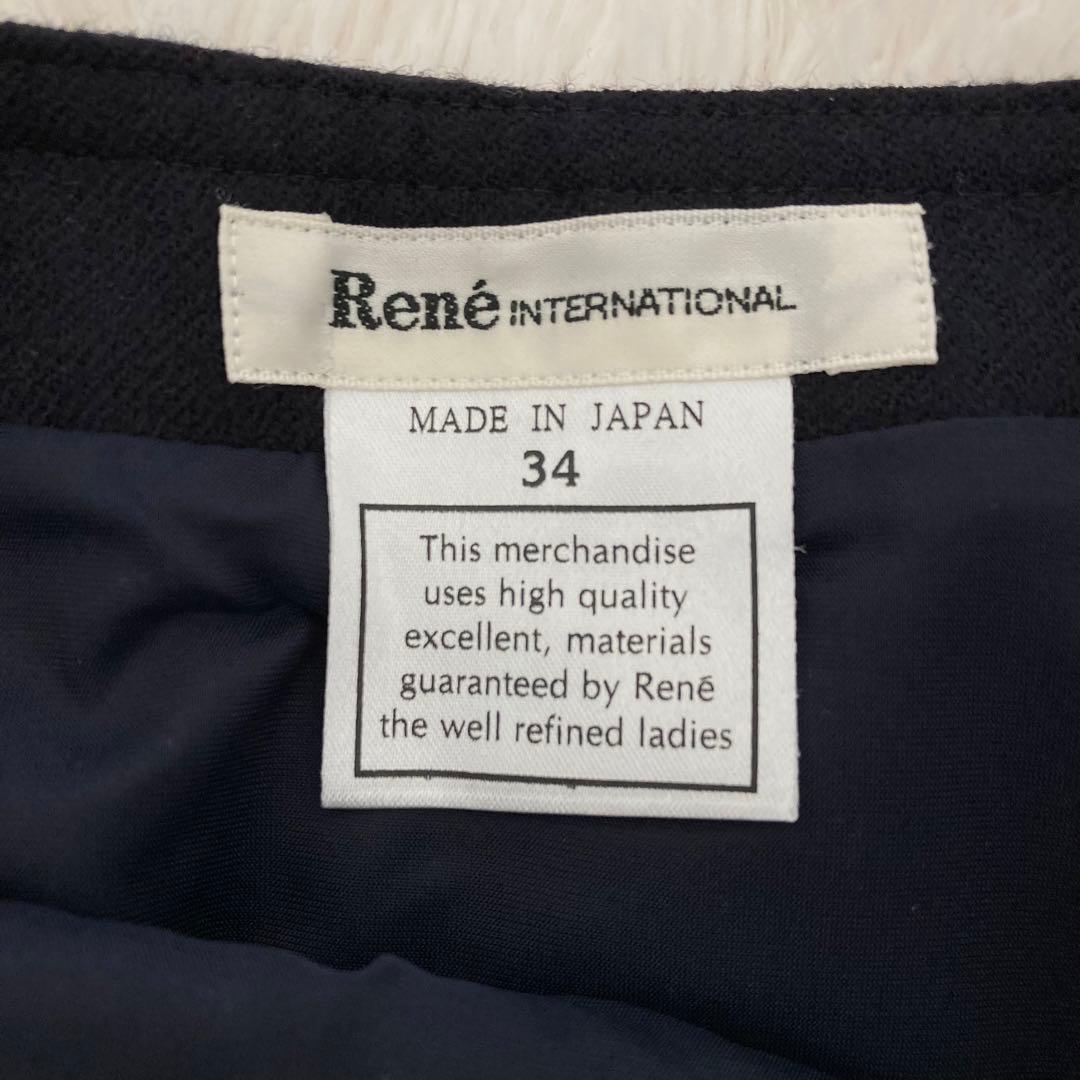 René INTERNATIONAL
MADE IN JAPAN
34
This merchandise
uses high quality
excellent, materials
guaranteed by René
the well refined ladies